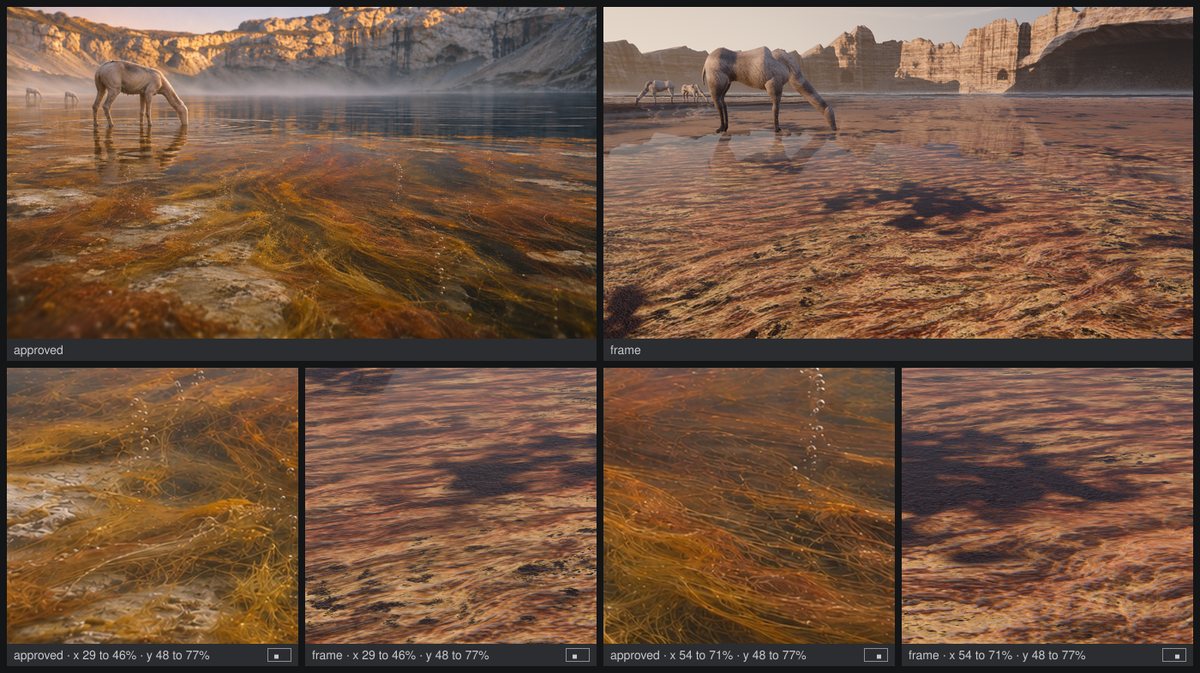 approved
frame
approved · x 29 to 46% · y 48 to 77%
frame · x 29 to 46% · y 48 to 77%
approved · x 54 to 71% · y 48 to 77%
frame · x 54 to 71% · y 48 to 77%